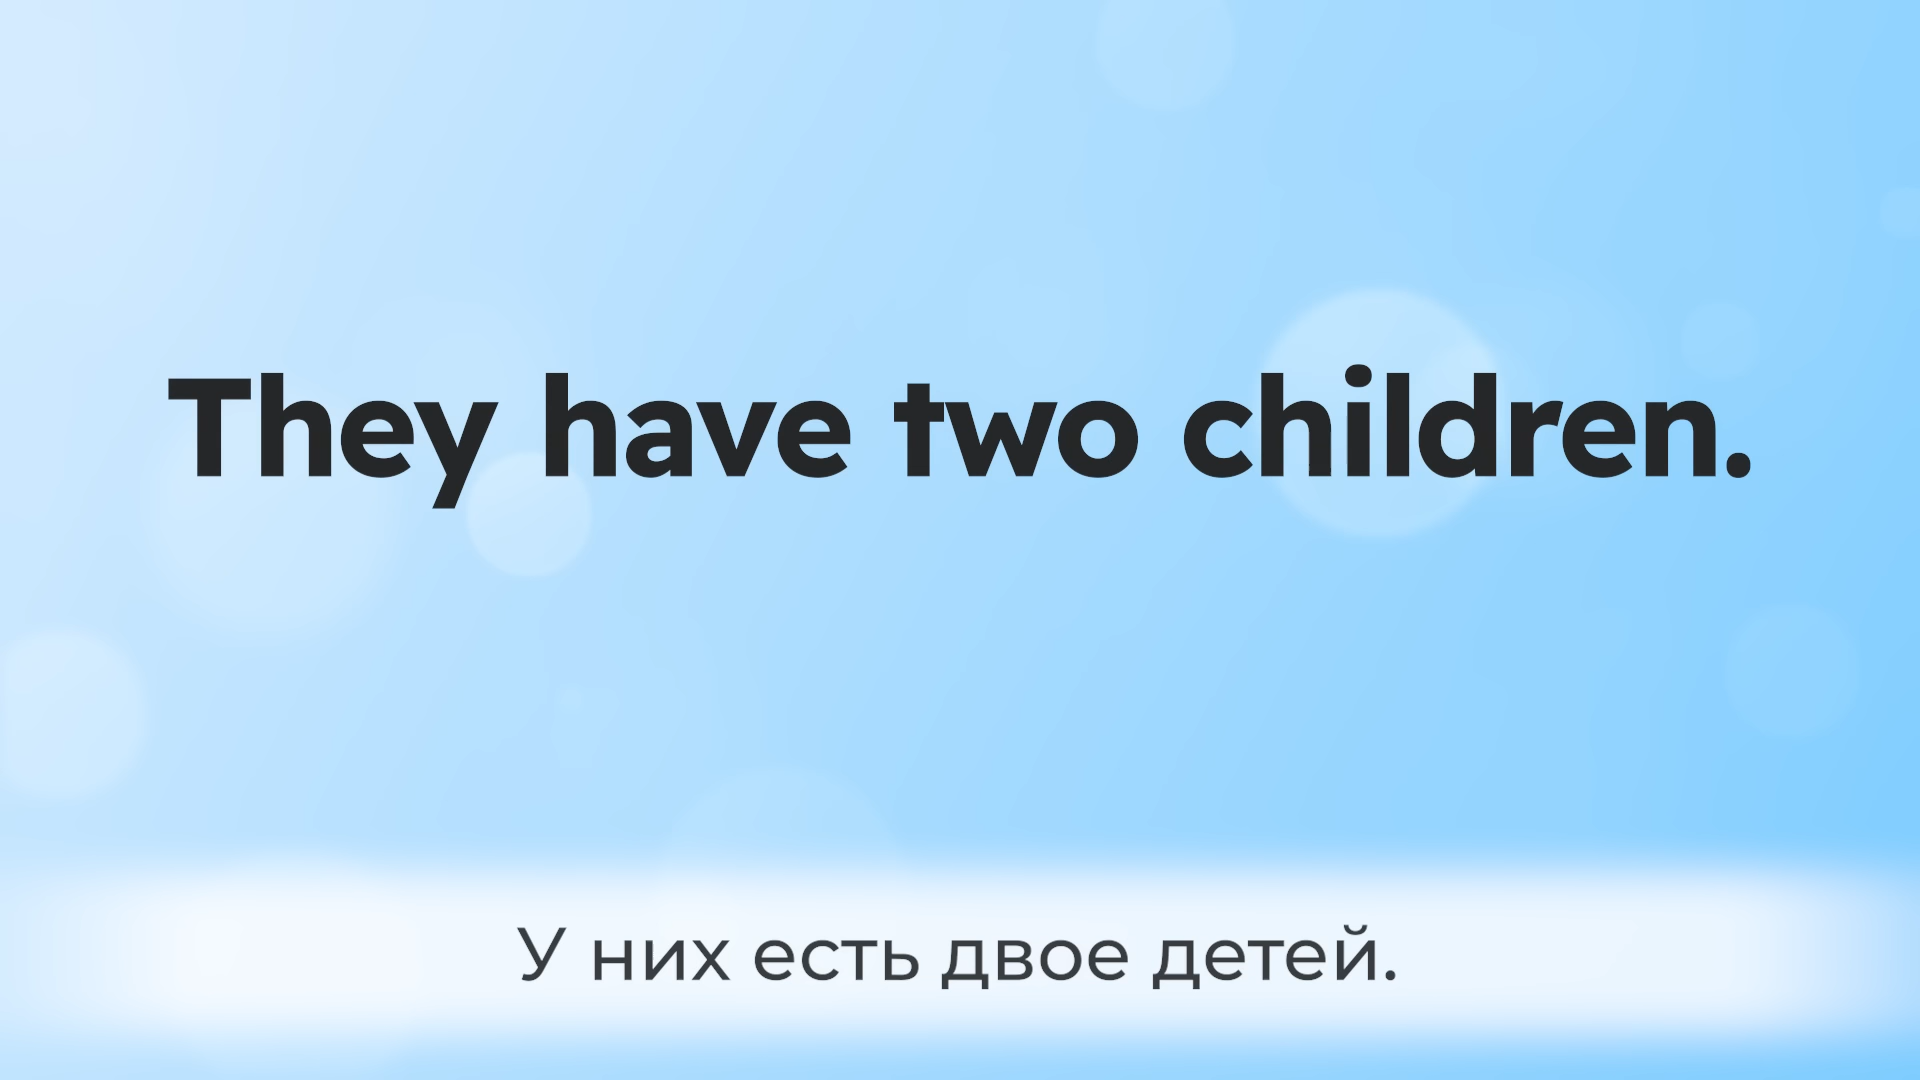 They have two children.
У них есть двое детей.